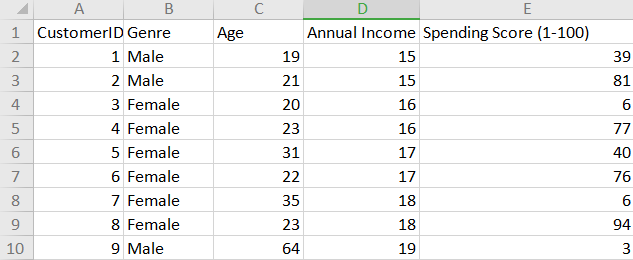 A B C D E
1 CustomerID Genre Age Annual Income Spending Score (1-100)
2 1 Male 19 15 39
3 2 Male 21 15 81
4 3 Female 20 16 6
5 4 Female 23 16 77
6 5 Female 31 17 40
7 6 Female 22 17 76
8 7 Female 35 18 6
9 8 Female 23 18 94
10 9 Male 64 19 3